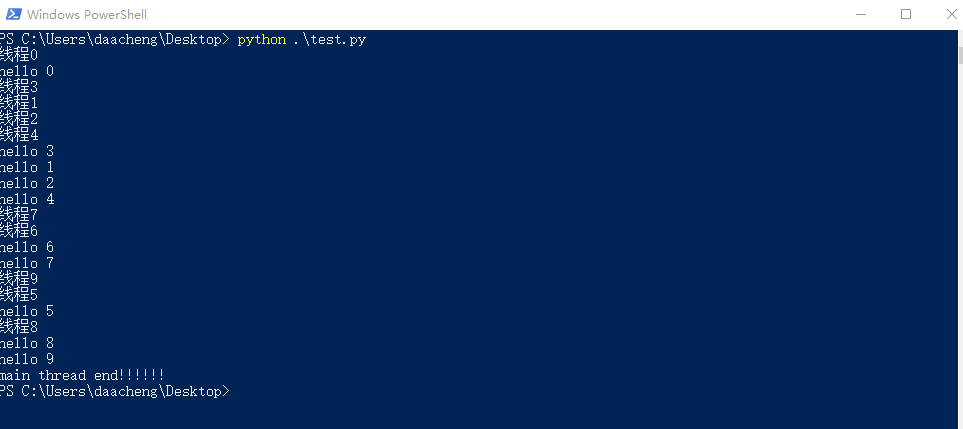 Windows PowerShell
PS C:\Users\daacheng\Desktop> python .\test.py
线程0
hello 0
线程3
线程1
线程2
线程4
hello 3
hello 1
hello 2
hello 4
线程7
线程6
hello 6
hello 7
线程9
线程5
hello 5
线程8
hello 8
hello 9
main thread end!!!!!!
PS C:\Users\daacheng\Desktop>